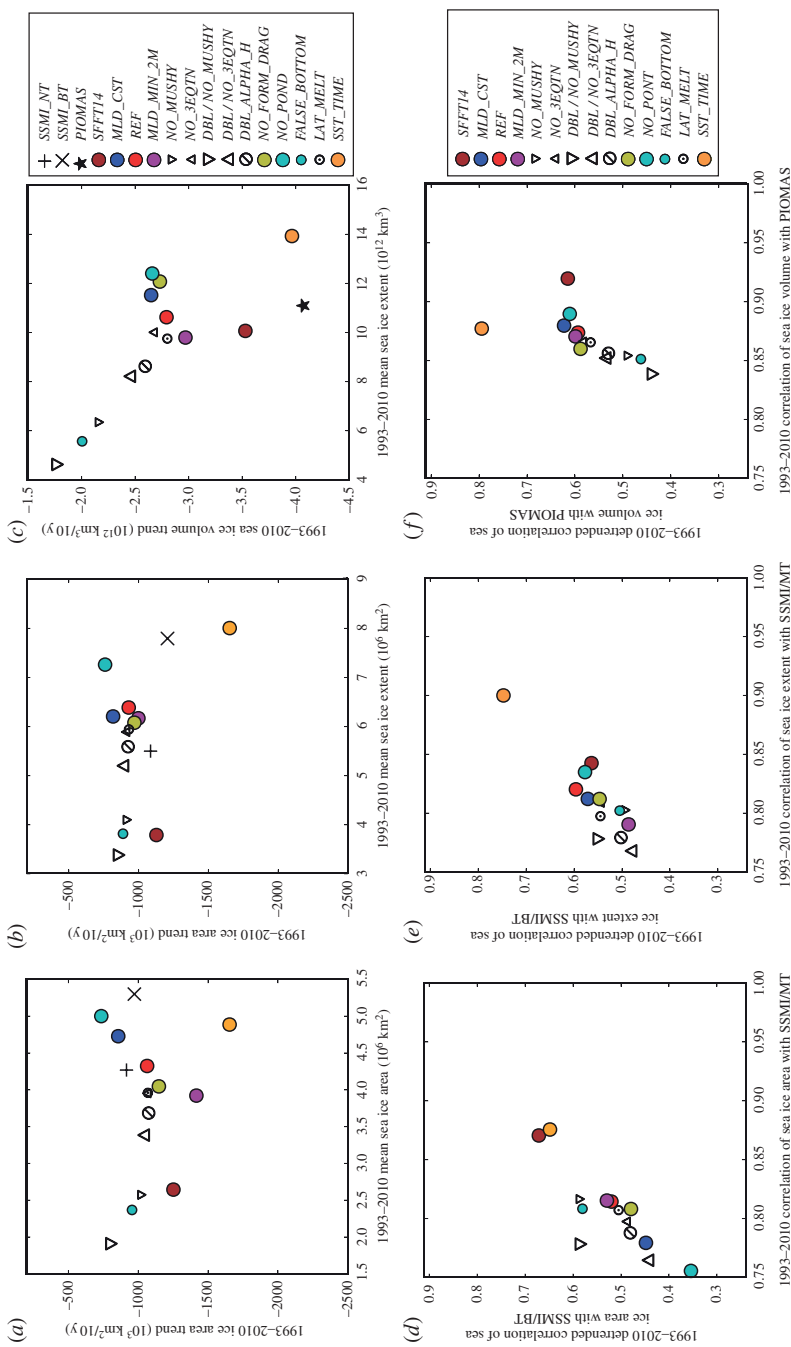 (a)
1993–2010 ice area trend (10³ km²/10 y)
−500
−1000
−1500
−2000
−2500
1.5 2.0 2.5 3.0 3.5 4.0 4.5 5.0 5.5
1993–2010 mean sea ice area (10⁶ km²)
(b)
1993–2010 ice area trend (10³ km²/10 y)
−500
−1000
−1500
−2000
−2500
3 4 5 6 7 8 9
1993–2010 mean sea ice extent (10⁶ km²)
(c)
1993–2010 sea ice volume trend (10¹² km³/10 y)
−1.5
−2.0
−2.5
−3.0
−3.5
−4.0
−4.5
4 6 8 10 12 14 16
1993–2010 mean sea ice extent (10¹² km³)
SSMI_NT
SSMI_BT
PIOMAS
SFFT14
MLD_CST
REF
MLD_MIN_2M
NO_MUSHY
NO_3EQTN
DBL / NO_MUSHY
DBL / NO_3EQTN
DBL_ALPHA_H
NO_FORM_DRAG
NO_POND
FALSE_BOTTOM
LAT_MELT
SST_TIME
(d)
1993–2010 detrended correlation of sea
ice area with SSMI/BT
0.9
0.8
0.7
0.6
0.5
0.4
0.3
0.75 0.80 0.85 0.90 0.95 1.00
1993–2010 correlation of sea ice area with SSMI/MT
(e)
1993–2010 detrended correlation of sea
ice extent with SSMI/BT
0.9
0.8
0.7
0.6
0.5
0.4
0.3
0.75 0.80 0.85 0.90 0.95 1.00
1993–2010 correlation of sea ice extent with SSMI/MT
(f)
1993–2010 detrended correlation of sea
ice volume with PIOMAS
0.9
0.8
0.7
0.6
0.5
0.4
0.3
0.75 0.80 0.85 0.90 0.95 1.00
1993–2010 correlation of sea ice volume with PIOMAS
SFFT14
MLD_CST
REF
MLD_MIN_2M
NO_MUSHY
NO_3EQTN
DBL / NO_MUSHY
DBL / NO_3EQTN
DBL_ALPHA_H
NO_FORM_DRAG
NO_PONT
FALSE_BOTTOM
LAT_MELT
SST_TIME